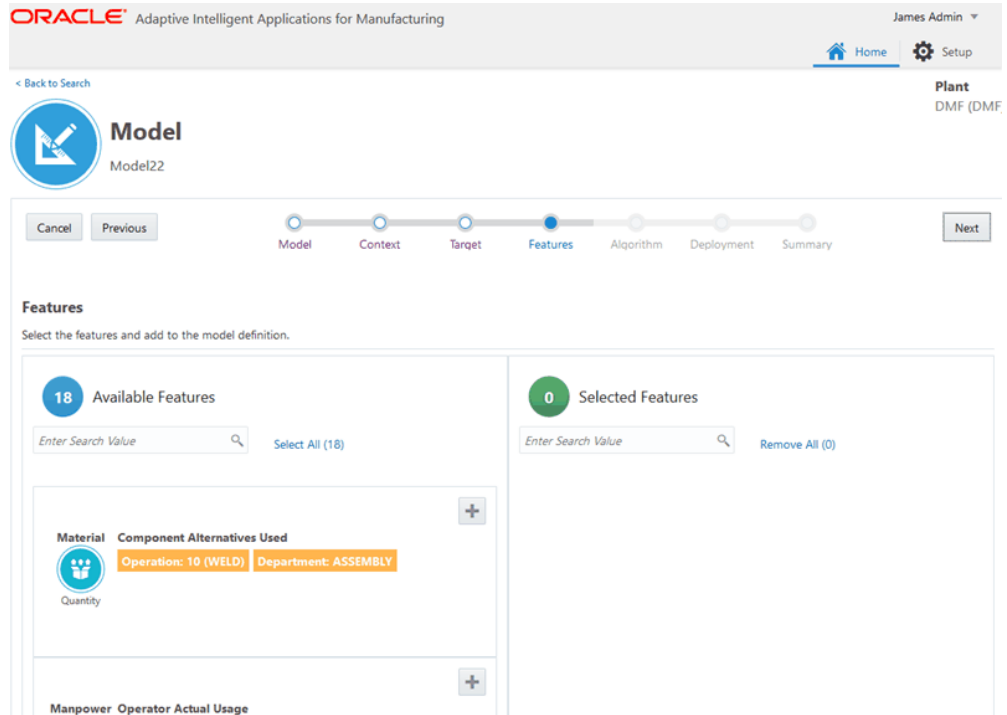 ORACLE® Adaptive Intelligent Applications for Manufacturing
James Admin
Home
Setup
< Back to Search
Plant
DMF (DMF)
Model
Model22
Cancel
Previous
Model
Context
Target
Features
Algorithm
Deployment
Summary
Next
Features
Select the features and add to the model definition.
18 Available Features
Enter Search Value
Select All (18)
0 Selected Features
Enter Search Value
Remove All (0)
Material Component Alternatives Used
Operation: 10 (WELD) Department: ASSEMBLY
Quantity
Manpower Operator Actual Usage